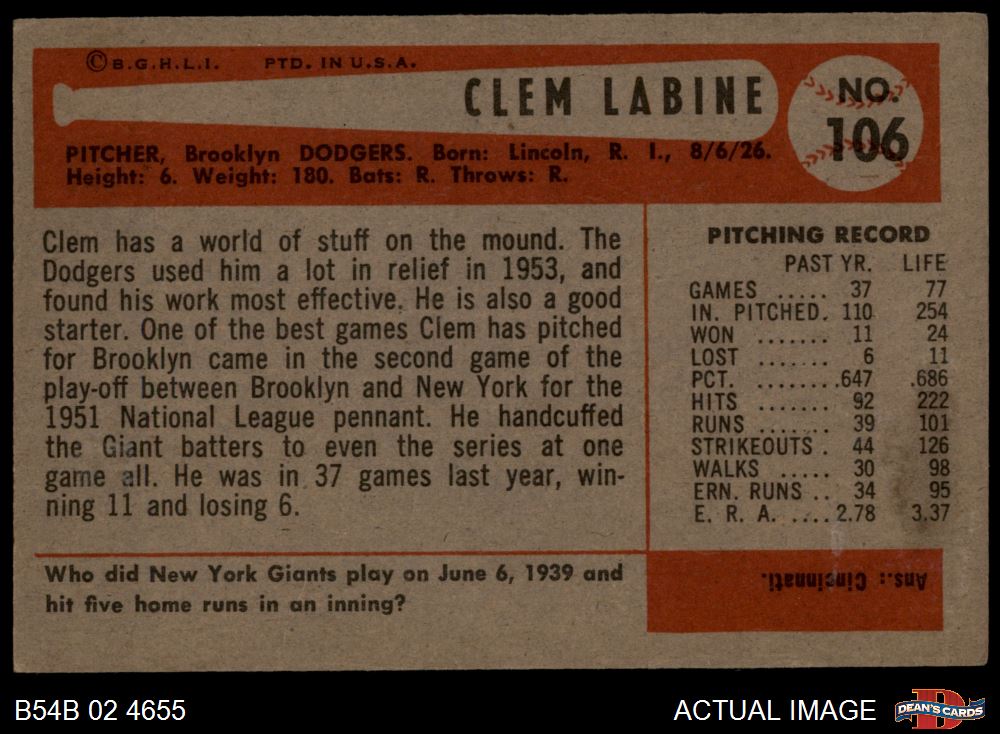 © B.G.H.L.I. PTD. IN U.S.A.
CLEM LABINE
NO.
106
PITCHER, Brooklyn DODGERS. Born: Lincoln, R. I., 8/6/26.
Height: 6. Weight: 180. Bats: R. Throws: R.
Clem has a world of stuff on the mound. The
Dodgers used him a lot in relief in 1953, and
found his work most effective. He is also a good
starter. One of the best games Clem has pitched
for Brooklyn came in the second game of the
play-off between Brooklyn and New York for the
1951 National League pennant. He handcuffed
the Giant batters to even the series at one
game all. He was in 37 games last year, win-
ning 11 and losing 6.
PITCHING RECORD
PAST YR. LIFE
GAMES ..... 37 77
IN. PITCHED. 110 254
WON ....... 11 24
LOST ....... 6 11
PCT. ........ .647 .686
HITS ....... 92 222
RUNS ....... 39 101
STRIKEOUTS . 44 126
WALKS ..... 30 98
ERN. RUNS .. 34 95
E. R. A. .... 2.78 3.37
Who did New York Giants play on June 6, 1939 and
hit five home runs in an inning?
Ans.: Cincinnati.
B54B 02 4655
ACTUAL IMAGE
DEAN'S CARDS